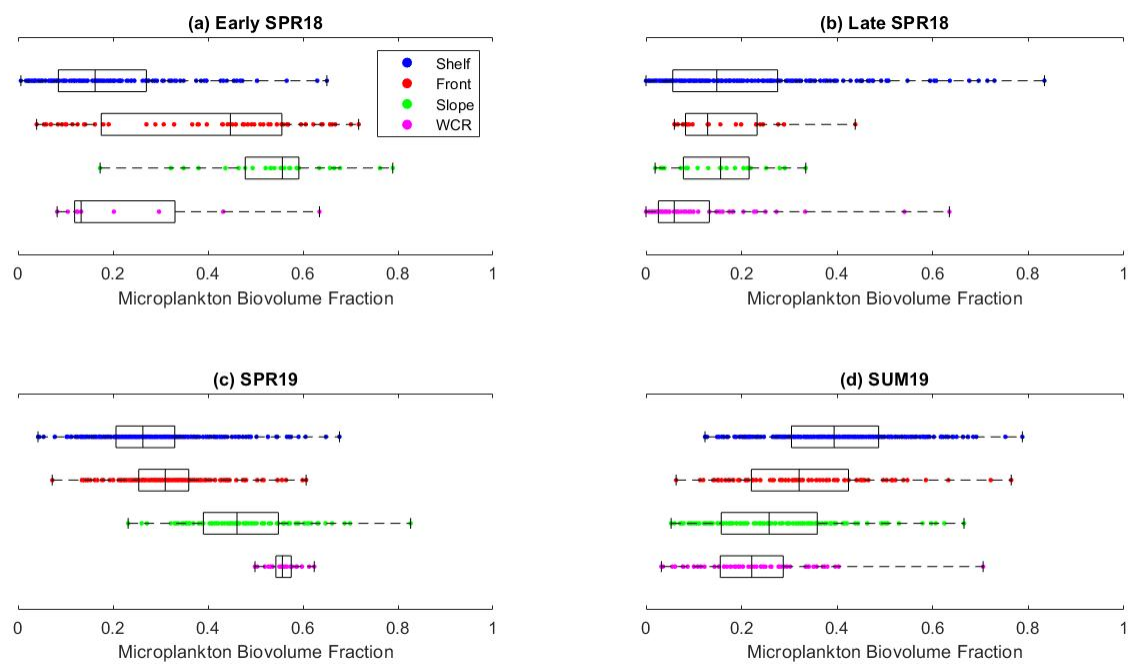 (a) Early SPR18
Shelf
Front
Slope
WCR
0 0.2 0.4 0.6 0.8 1
Microplankton Biovolume Fraction
(b) Late SPR18
0 0.2 0.4 0.6 0.8 1
Microplankton Biovolume Fraction
(c) SPR19
0 0.2 0.4 0.6 0.8 1
Microplankton Biovolume Fraction
(d) SUM19
0 0.2 0.4 0.6 0.8 1
Microplankton Biovolume Fraction